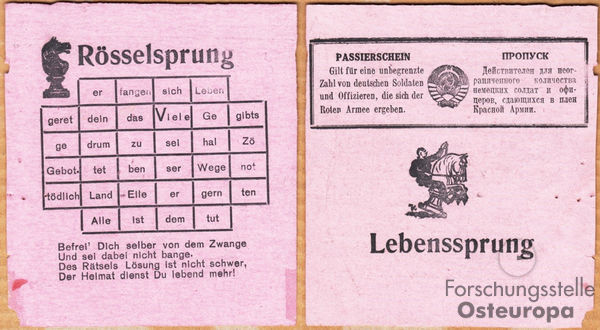 Rösselsprung
er fangen sich Leben
geret dein das Viele Ge gibts
ge drum zu sel hal Zö
Gebot tet ben ser Wege not
tödlich Land Eile er gern ten
Alle ist dem tut
Befrei' Dich selber von dem Zwange
Und sei dabei nicht bange.
Des Rätsels Lösung ist nicht schwer,
Der Heimat dienst Du lebend mehr!
PASSIERSCHEIN
Gilt für eine unbegrenzte
Zahl von deutschen Soldaten
und Offizieren, die sich der
Roten Armee ergeben.
ПРОПУСК
Действителен для неог-
раниченного количества
немецких солдат и офи-
церов, сдающихся в плен
Красной Армии.
Lebenssprung
Forschungsstelle
Osteuropa